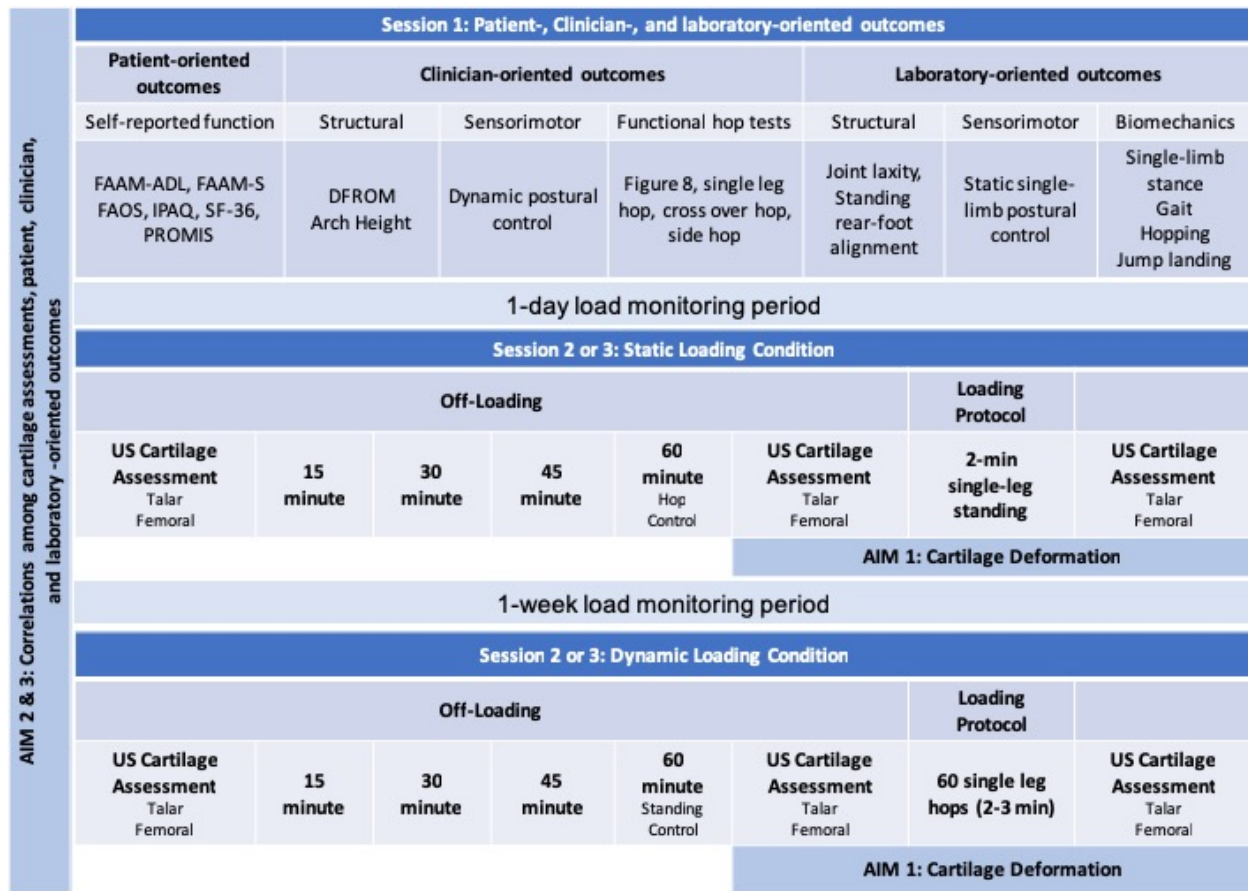 AIM 2 & 3: Correlations among cartilage assessments, patient, clinician,
and laboratory -oriented outcomes
Session 1: Patient-, Clinician-, and laboratory-oriented outcomes
Patient-oriented
outcomes
Clinician-oriented outcomes
Laboratory-oriented outcomes
Self-reported function
Structural
Sensorimotor
Functional hop tests
Structural
Sensorimotor
Biomechanics
FAAM-ADL, FAAM-S
FAOS, IPAQ, SF-36,
PROMIS
DFROM
Arch Height
Dynamic postural
control
Figure 8, single leg
hop, cross over hop,
side hop
Joint laxity,
Standing
rear-foot
alignment
Static single-
limb postural
control
Single-limb
stance
Gait
Hopping
Jump landing
1-day load monitoring period
Session 2 or 3: Static Loading Condition
Off-Loading
Loading
Protocol
US Cartilage
Assessment
Talar
Femoral
15
minute
30
minute
45
minute
60
minute
Hop
Control
US Cartilage
Assessment
Talar
Femoral
2-min
single-leg
standing
US Cartilage
Assessment
Talar
Femoral
AIM 1: Cartilage Deformation
1-week load monitoring period
Session 2 or 3: Dynamic Loading Condition
Off-Loading
Loading
Protocol
US Cartilage
Assessment
Talar
Femoral
15
minute
30
minute
45
minute
60
minute
Standing
Control
US Cartilage
Assessment
Talar
Femoral
60 single leg
hops (2-3 min)
US Cartilage
Assessment
Talar
Femoral
AIM 1: Cartilage Deformation